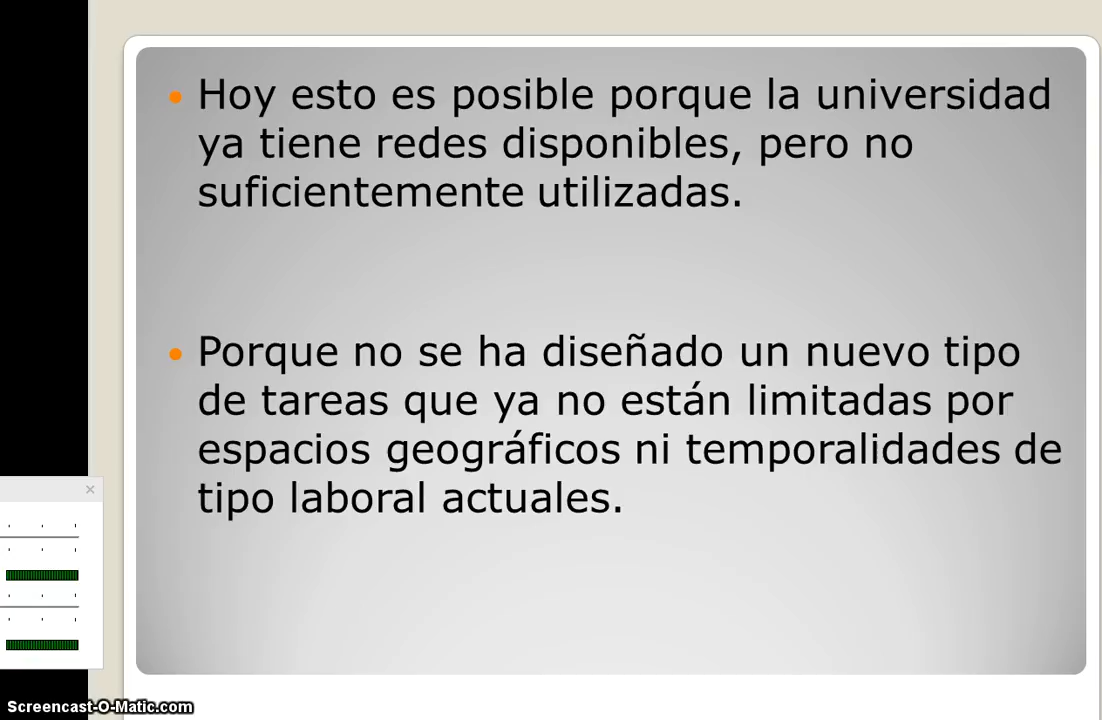 • Hoy esto es posible porque la universidad
ya tiene redes disponibles, pero no
suficientemente utilizadas.
• Porque no se ha diseñado un nuevo tipo
de tareas que ya no están limitadas por
espacios geográficos ni temporalidades de
tipo laboral actuales.
Screencast-O-Matic.com